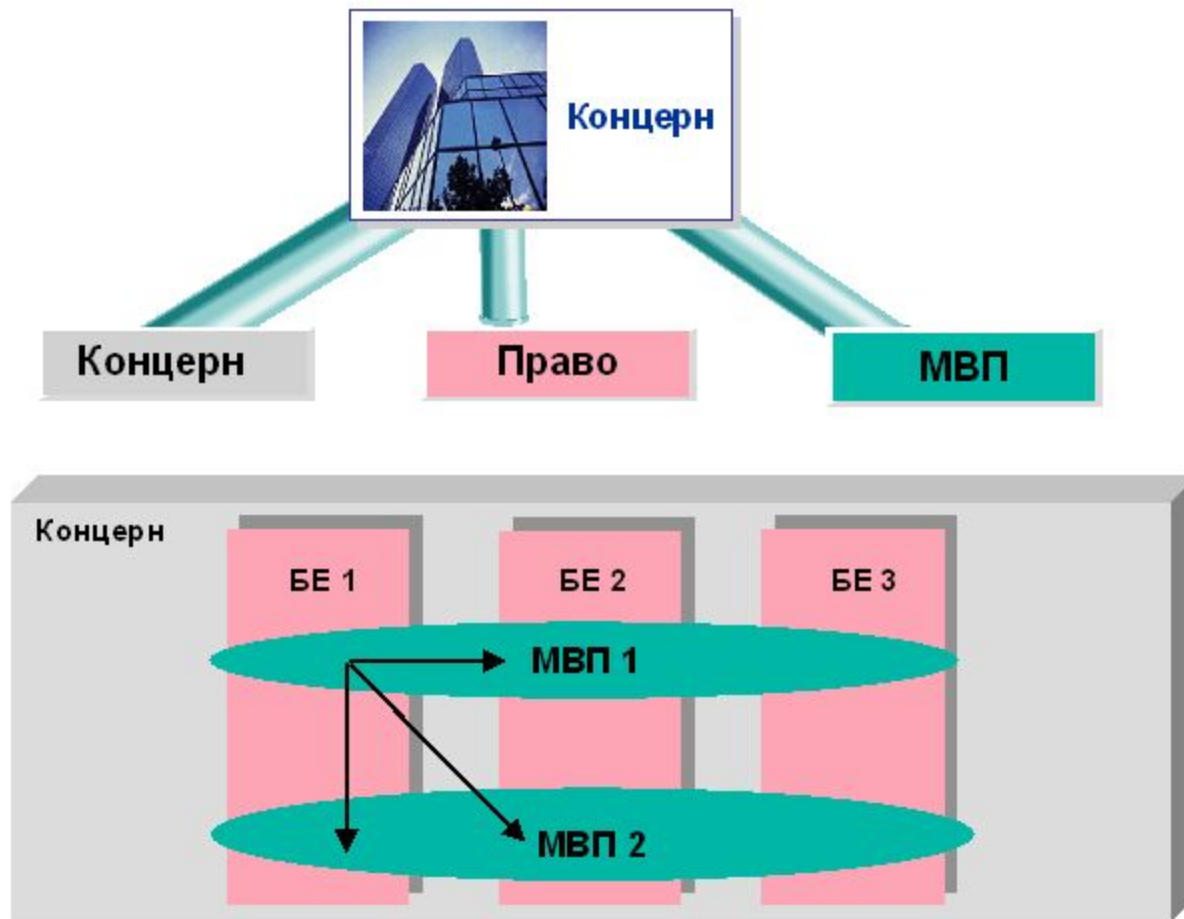 Концерн
Концерн
Право
МВП
Концерн
БЕ 1
БЕ 2
БЕ 3
МВП 1
МВП 2